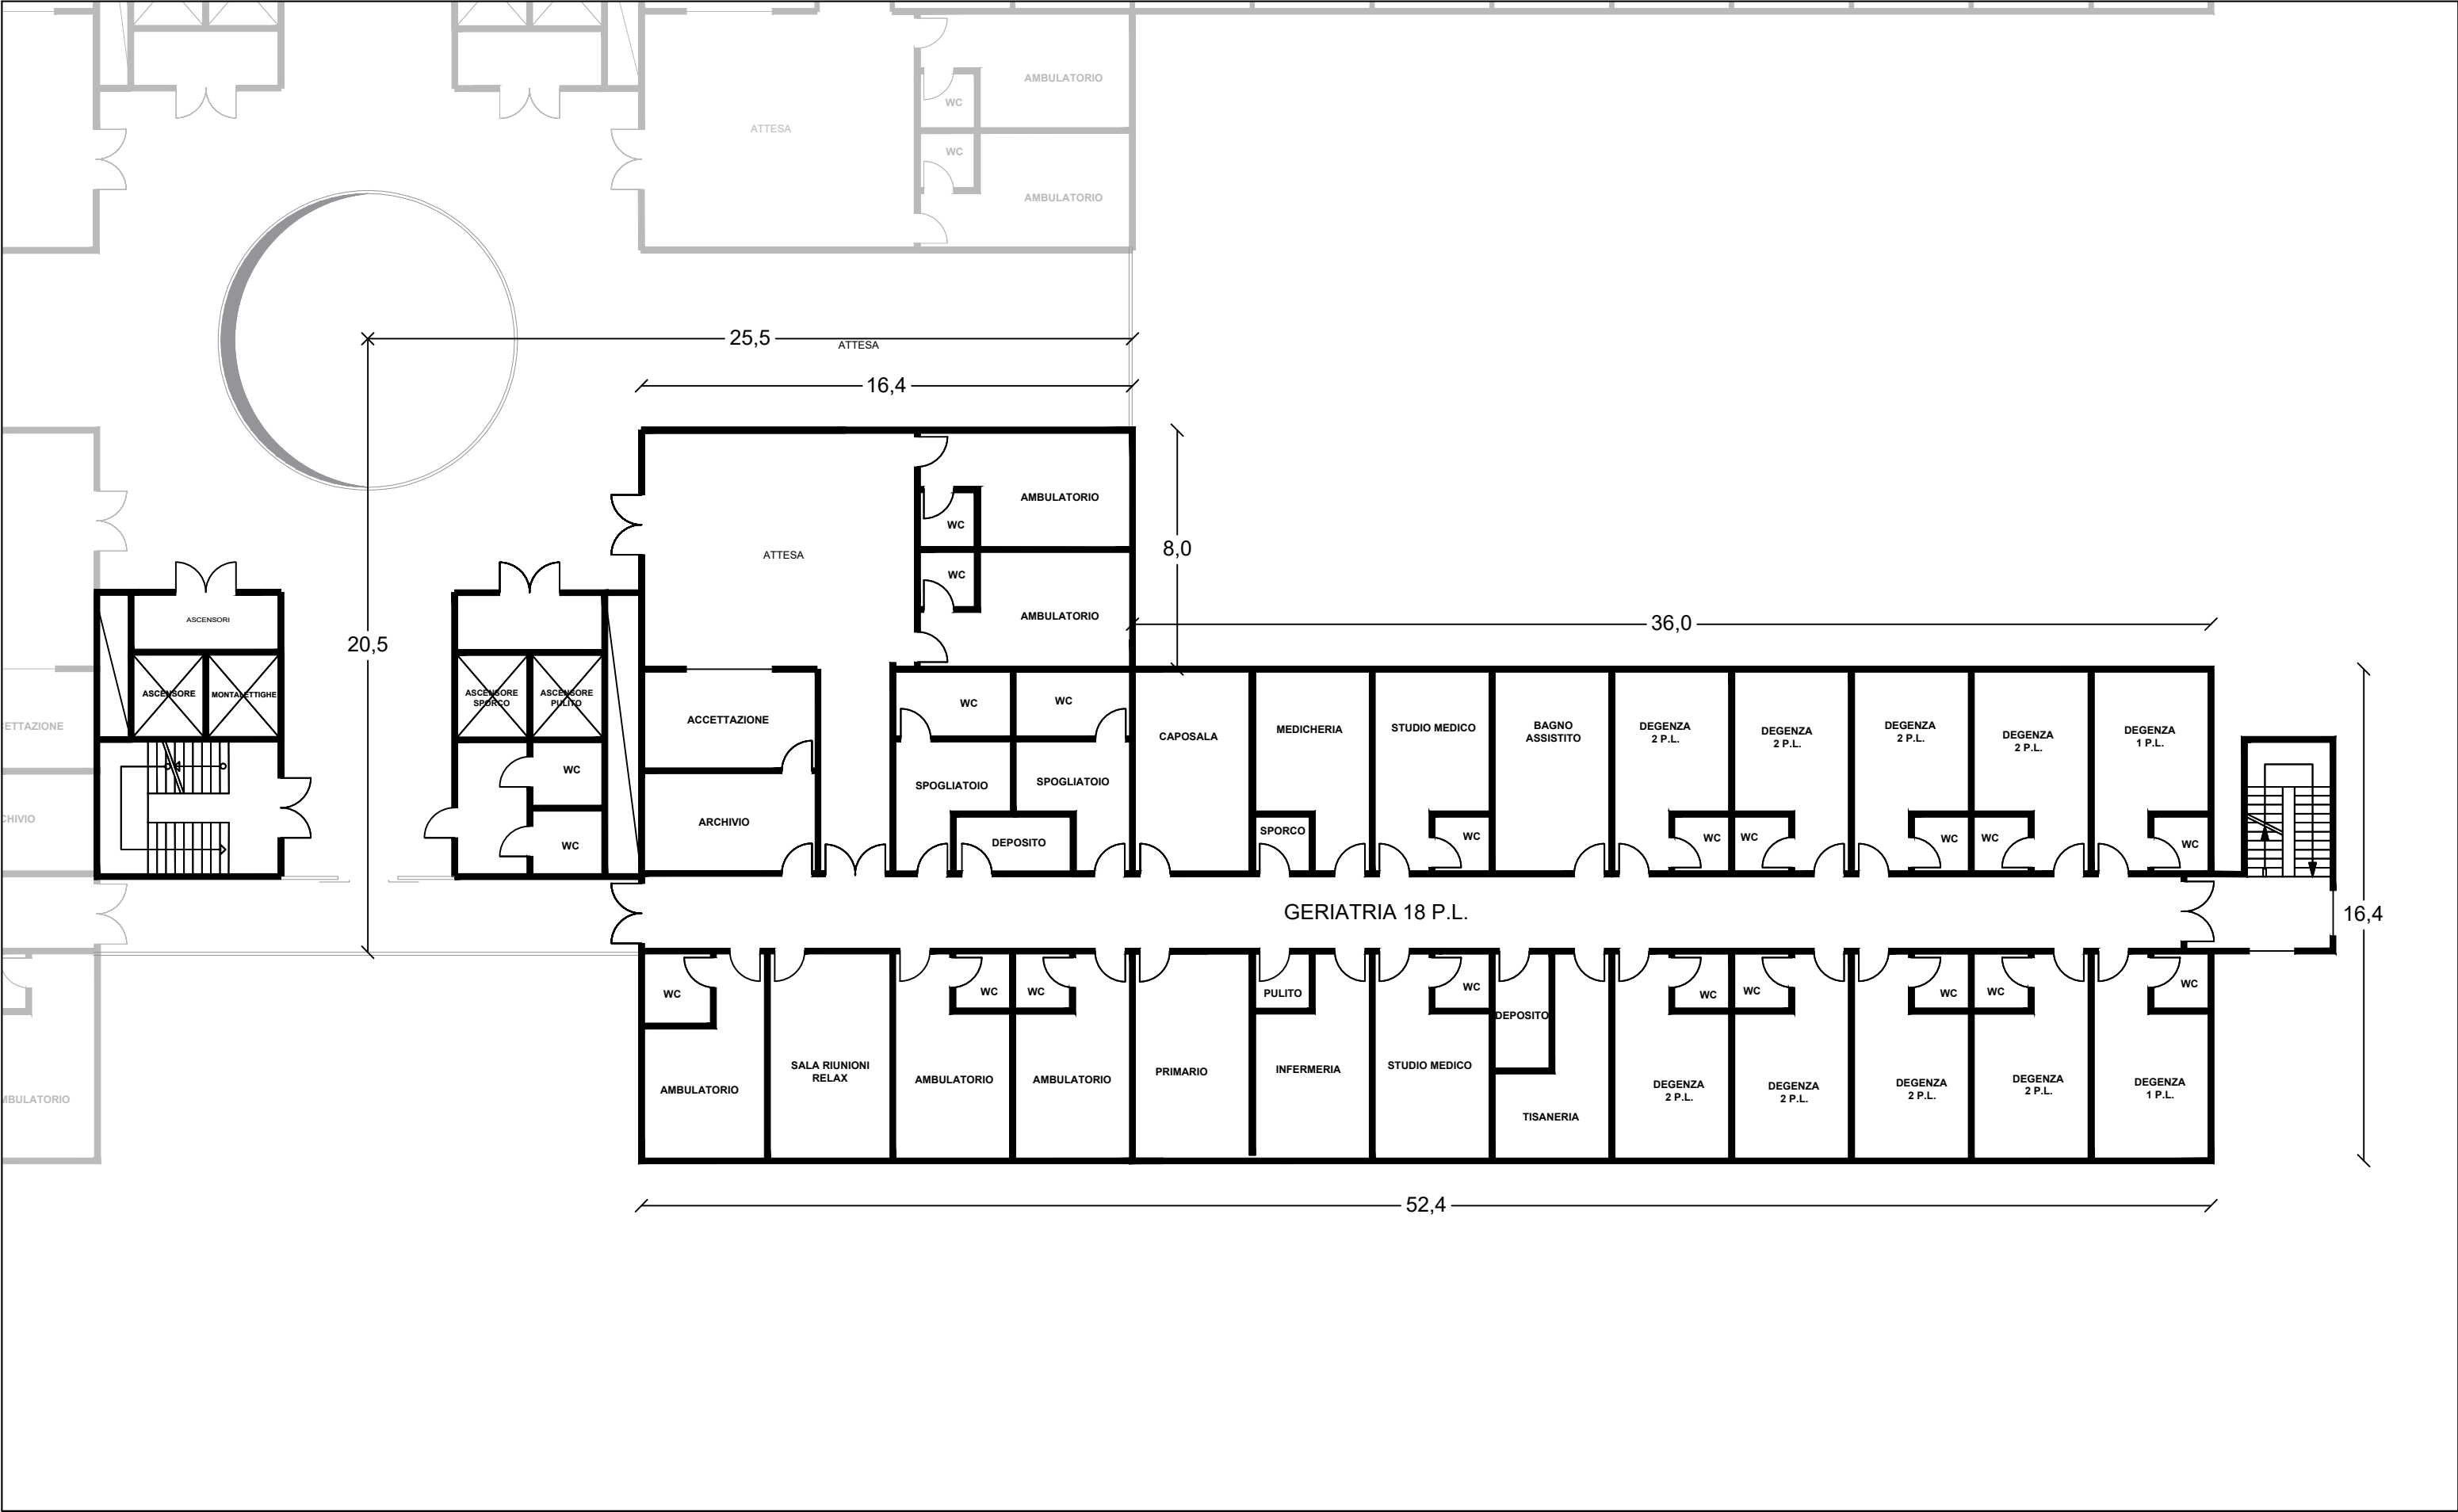 AMBULATORIO
WC
ATTESA
WC
AMBULATORIO
25,5
ATTESA
16,4
AMBULATORIO
WC
ATTESA
8,0
WC
AMBULATORIO
ASCENSORI
20,5
36,0
ASCENSORE
MONTALETTIGHE
ASCENSORE
SPORCO
ASCENSORE
PULITO
ETTAZIONE
ACCETTAZIONE
WC
WC
CAPOSALA
MEDICHERIA
STUDIO MEDICO
BAGNO
ASSISTITO
DEGENZA
2 P.L.
DEGENZA
2 P.L.
DEGENZA
2 P.L.
DEGENZA
2 P.L.
DEGENZA
1 P.L.
WC
SPOGLIATOIO
SPOGLIATOIO
CHIVIO
ARCHIVIO
WC
DEPOSITO
SPORCO
WC
WC
WC
WC
WC
WC
GERIATRIA 18 P.L.
16,4
WC
WC
WC
PULITO
WC
WC
WC
WC
WC
WC
DEPOSITO
MBULATORIO
AMBULATORIO
SALA RIUNIONI
RELAX
AMBULATORIO
AMBULATORIO
PRIMARIO
INFERMERIA
STUDIO MEDICO
TISANERIA
DEGENZA
2 P.L.
DEGENZA
2 P.L.
DEGENZA
2 P.L.
DEGENZA
2 P.L.
DEGENZA
1 P.L.
52,4